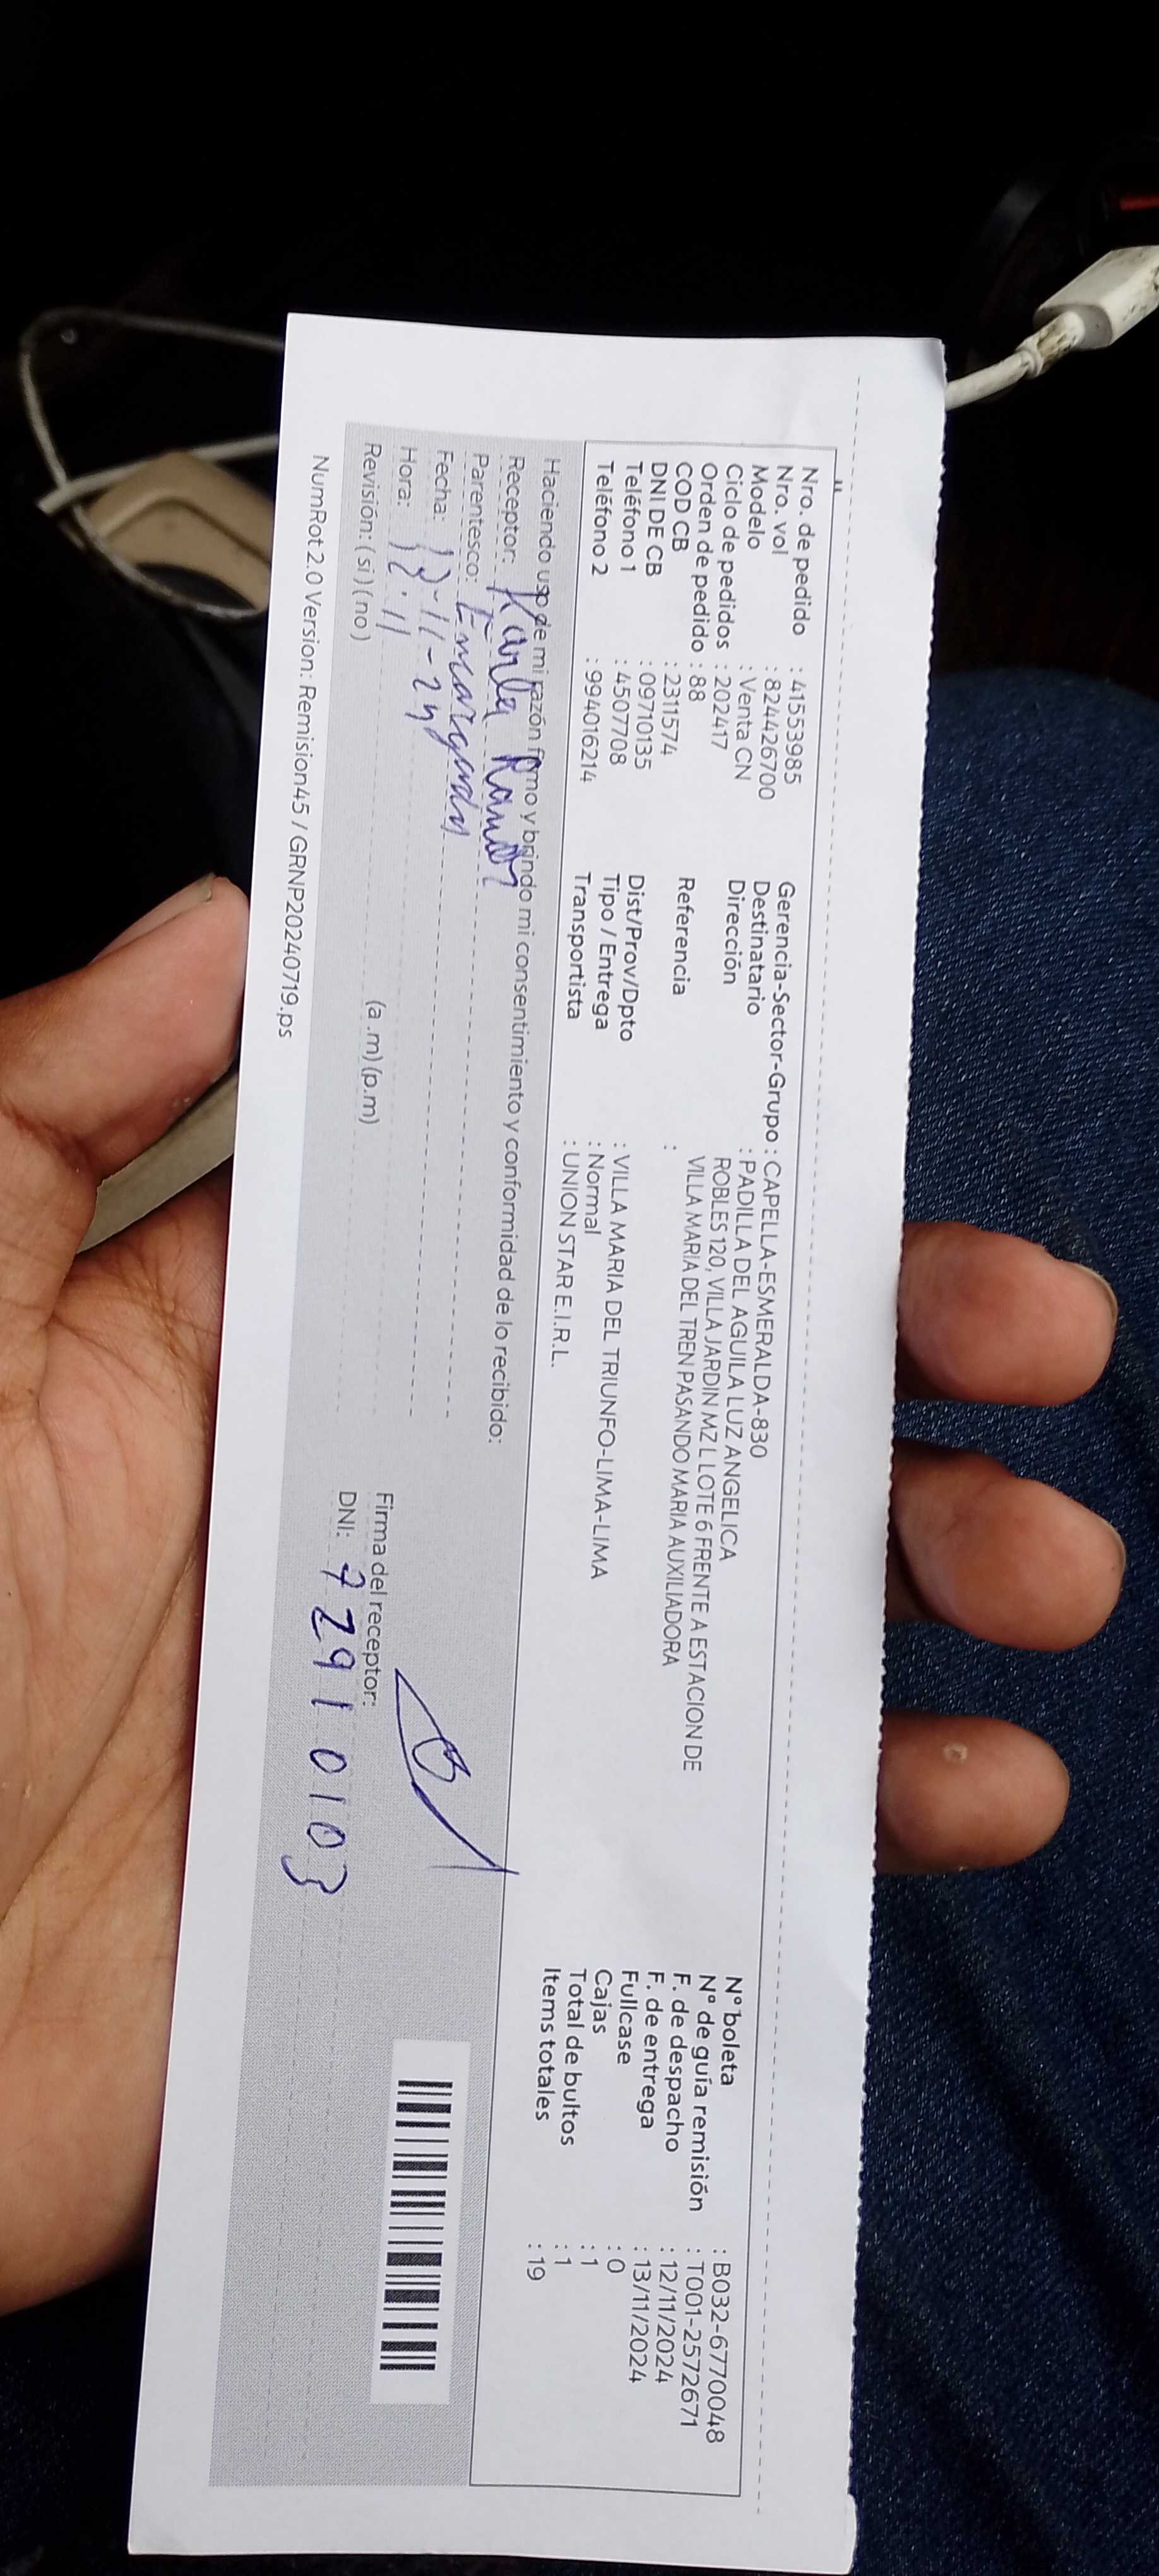 Nro. de pedido : 41553985
Nro. vol : 824426700
Modelo : Venta CN
Ciclo de pedidos : 202417
Orden de pedido : 88
COD CB : 2311574
DNI DE CB : 09710135
Teléfono 1 : 4507708
Teléfono 2 : 994016214
Gerencia-Sector-Grupo : CAPELLA-ESMERALDA-830
Destinatario : PADILLA DEL AGUILA LUZ ANGELICA
Dirección ROBLES 120, VILLA JARDIN MZ L LOTE 6 FRENTE A ESTACION DE
VILLA MARIA DEL TREN PASANDO MARIA AUXILIADORA
Referencia :
Dist/Prov/Dpto : VILLA MARIA DEL TRIUNFO-LIMA-LIMA
Tipo / Entrega : Normal
Transportista : UNION STAR E.I.R.L.
N° boleta : B032-6770048
N° de guía remisión : T001-2572671
F. de despacho : 12/11/2024
F. de entrega : 13/11/2024
Fullcase : 0
Cajas : 1
Total de bultos : 1
Items totales : 19
Haciendo uso de mi razón firmo y brindo mi consentimiento y conformidad de lo recibido:
Receptor: Karla Ramos
Parentesco: Encargada
Fecha: 13-11-24
Hora: 12:11 (a .m) (p.m)
Revisión: ( si ) ( no )
Firma del receptor:
DNI: 72910103
NumRot 2.0 Version: Remision45 / GRNP20240719.ps